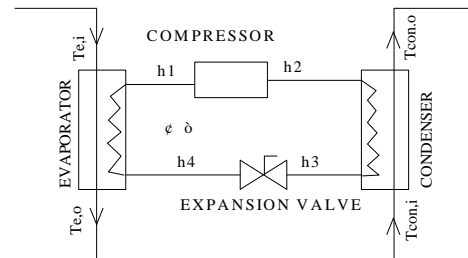 Te,i
Tcon.o
COMPRESSOR
h1
h2
EVAPORATOR
¢ ò
CONDENSER
h4
h3
EXPANSION VALVE
Te,o
Tcon,i